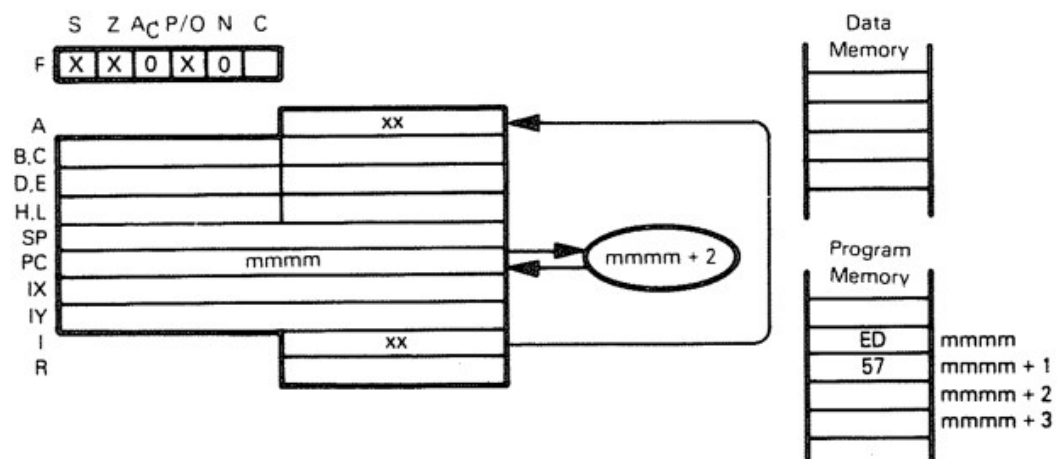 S Z AC P/O N C
F X X 0 X 0
Data
Memory
A xx
B,C
D,E
H,L
SP
PC mmmm mmmm + 2
IX
IY
I xx
R
Program
Memory
ED mmmm
57 mmmm + 1
mmmm + 2
mmmm + 3